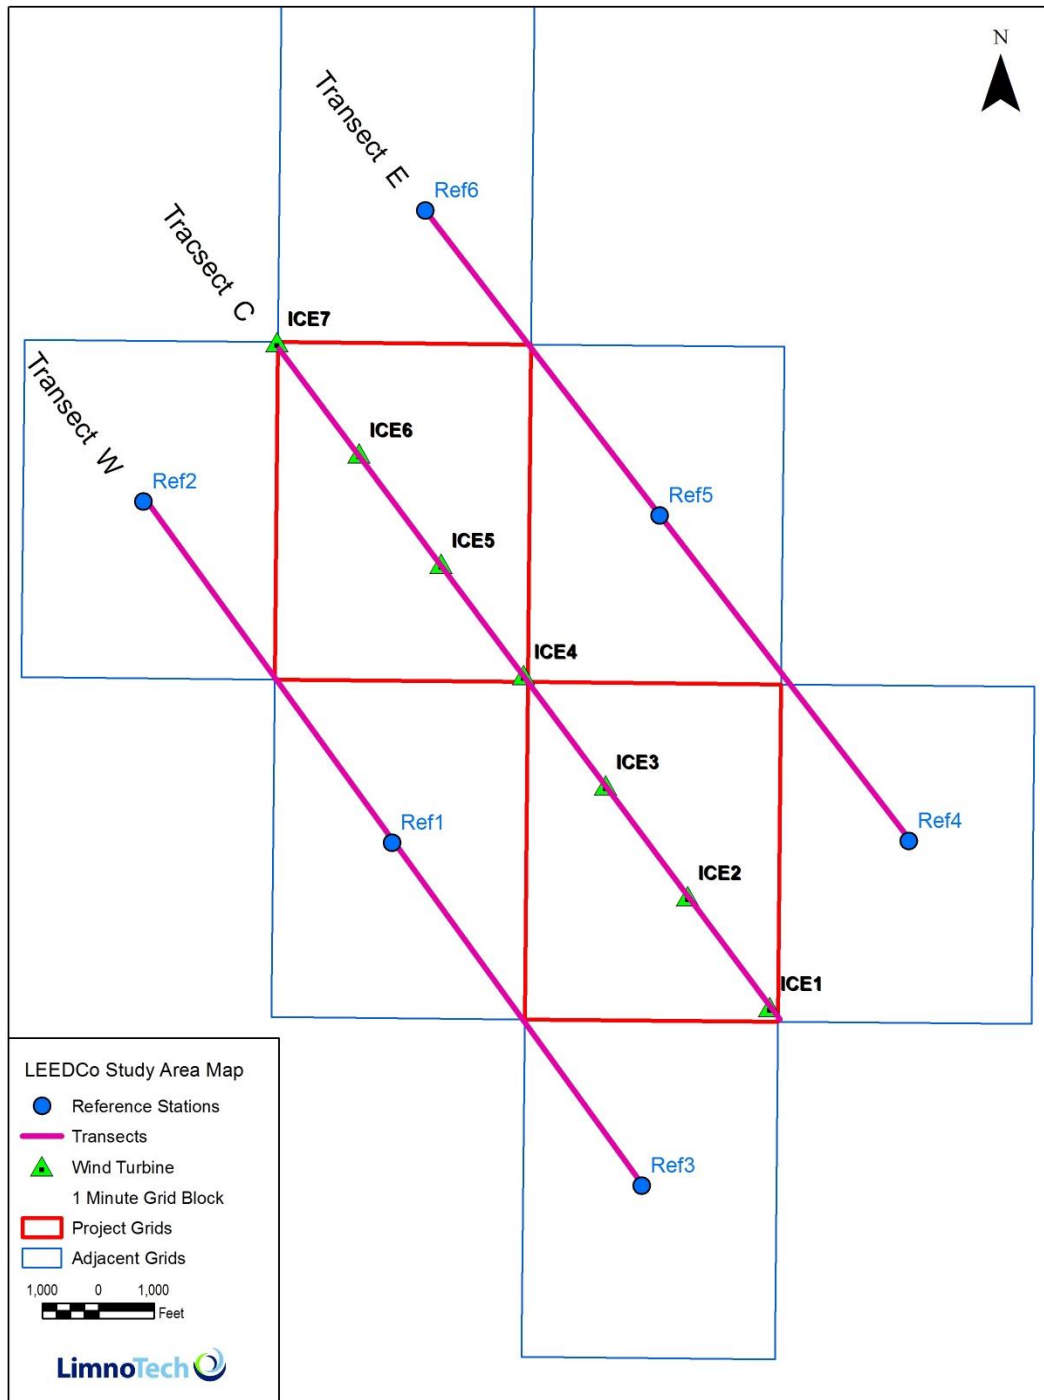 N
Transect E
Ref6
Tracsect C
ICE7
Transect W
ICE6
Ref2
Ref5
ICE5
ICE4
ICE3
Ref1
Ref4
ICE2
ICE1
LEEDCo Study Area Map
Reference Stations
Transects
Wind Turbine
1 Minute Grid Block
Project Grids
Adjacent Grids
1,000 0 1,000
Feet
LimnoTech
Ref3